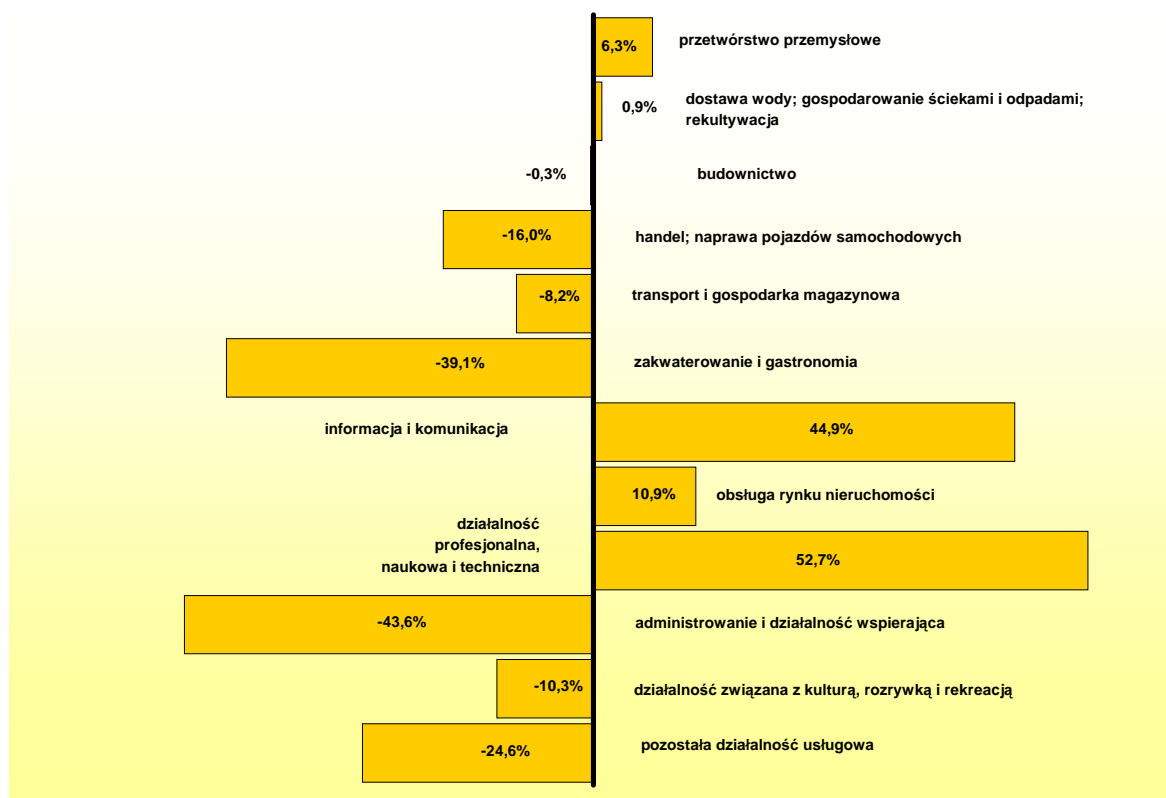 6,3% przetwórstwo przemysłowe
0,9% dostawa wody; gospodarowanie ściekami i odpadami;
rekultywacja
-0,3% budownictwo
-16,0% handel; naprawa pojazdów samochodowych
-8,2% transport i gospodarka magazynowa
-39,1% zakwaterowanie i gastronomia
informacja i komunikacja 44,9%
10,9% obsługa rynku nieruchomości
działalność
profesjonalna,
naukowa i techniczna
52,7%
-43,6% administrowanie i działalność wspierająca
-10,3% działalność związana z kulturą, rozrywką i rekreacją
-24,6% pozostała działalność usługowa